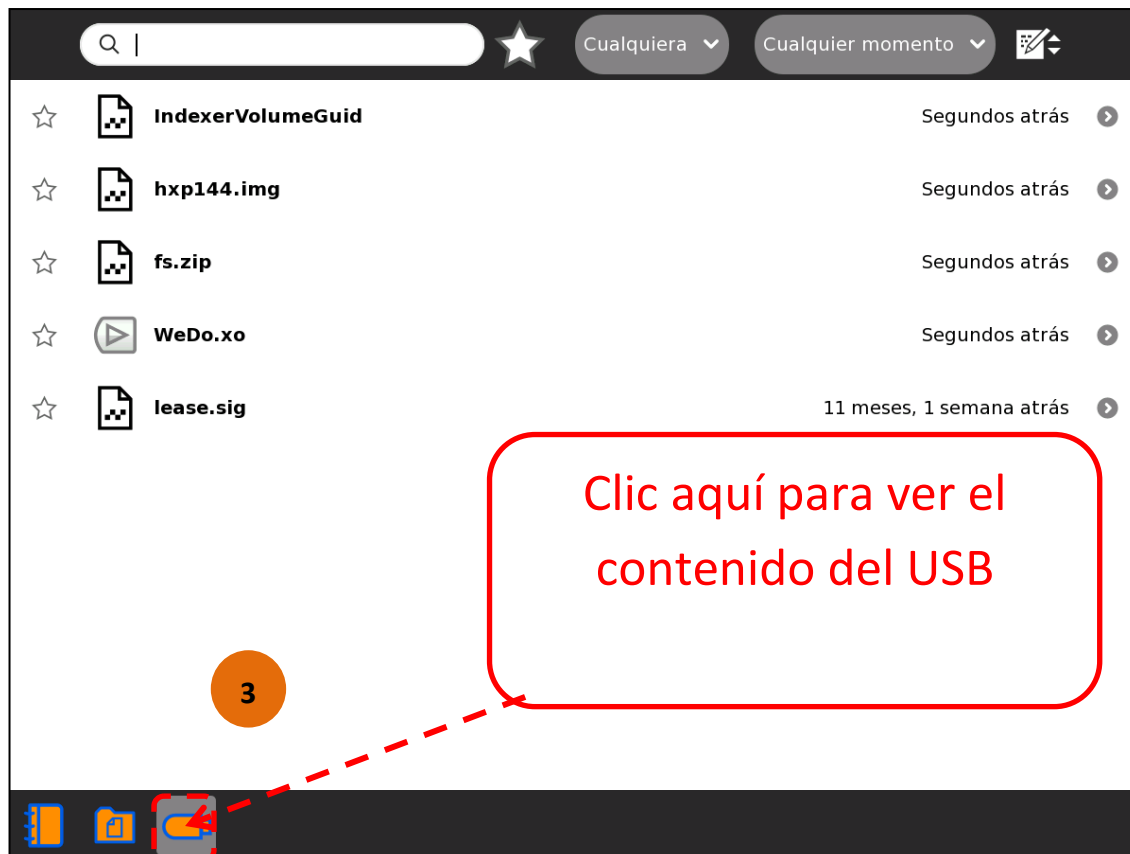 Cualquiera Cualquier momento
IndexerVolumeGuid Segundos atrás
hxp144.img Segundos atrás
fs.zip Segundos atrás
WeDo.xo Segundos atrás
lease.sig 11 meses, 1 semana atrás
Clic aquí para ver el
contenido del USB
3